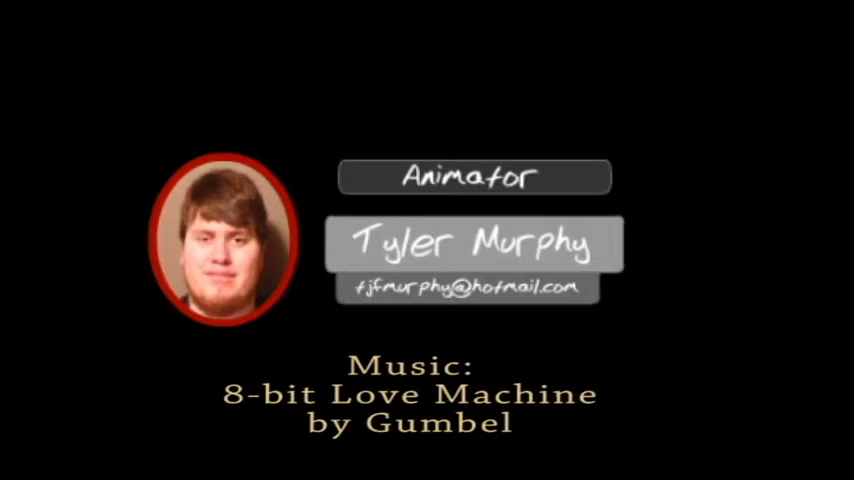 Animator
Tyler Murphy
tjfmurphy@hotmail.com
Music:
8-bit Love Machine
by Gumbel